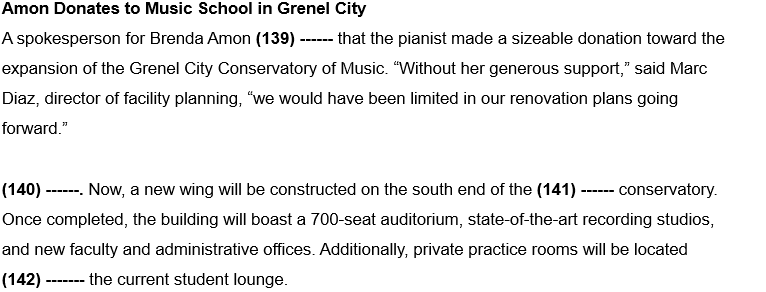 Amon Donates to Music School in Grenel City
A spokesperson for Brenda Amon (139) ------ that the pianist made a sizeable donation toward the
expansion of the Grenel City Conservatory of Music. “Without her generous support,” said Marc
Diaz, director of facility planning, “we would have been limited in our renovation plans going
forward.”
(140) ------. Now, a new wing will be constructed on the south end of the (141) ------ conservatory.
Once completed, the building will boast a 700-seat auditorium, state-of-the-art recording studios,
and new faculty and administrative offices. Additionally, private practice rooms will be located
(142) ------- the current student lounge.